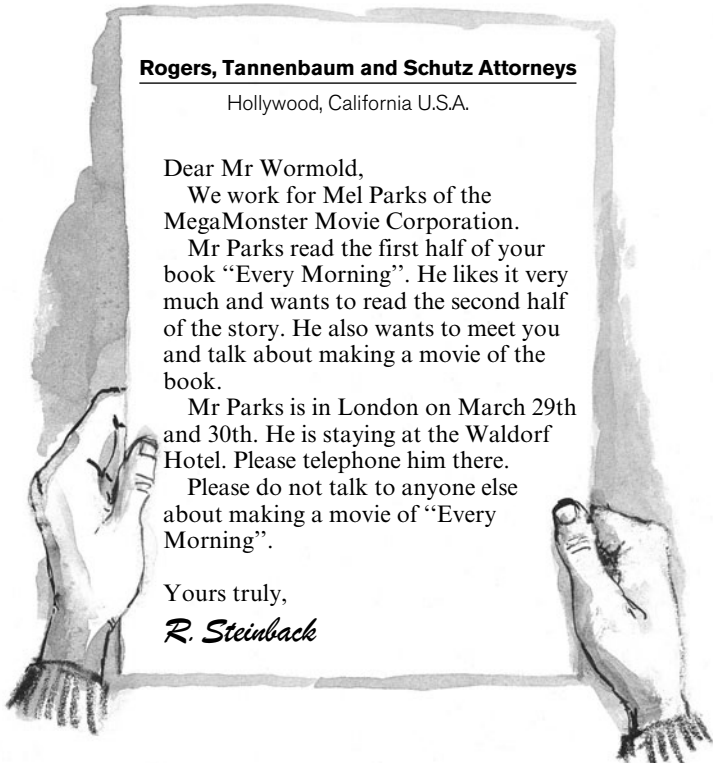 Rogers, Tannenbaum and Schutz Attorneys
Hollywood, California U.S.A.
Dear Mr Wormold,
We work for Mel Parks of the
MegaMonster Movie Corporation.
Mr Parks read the first half of your
book ‘‘Every Morning’’. He likes it very
much and wants to read the second half
of the story. He also wants to meet you
and talk about making a movie of the
book.
Mr Parks is in London on March 29th
and 30th. He is staying at the Waldorf
Hotel. Please telephone him there.
Please do not talk to anyone else
about making a movie of ‘‘Every
Morning’’.
Yours truly,
R. Steinback